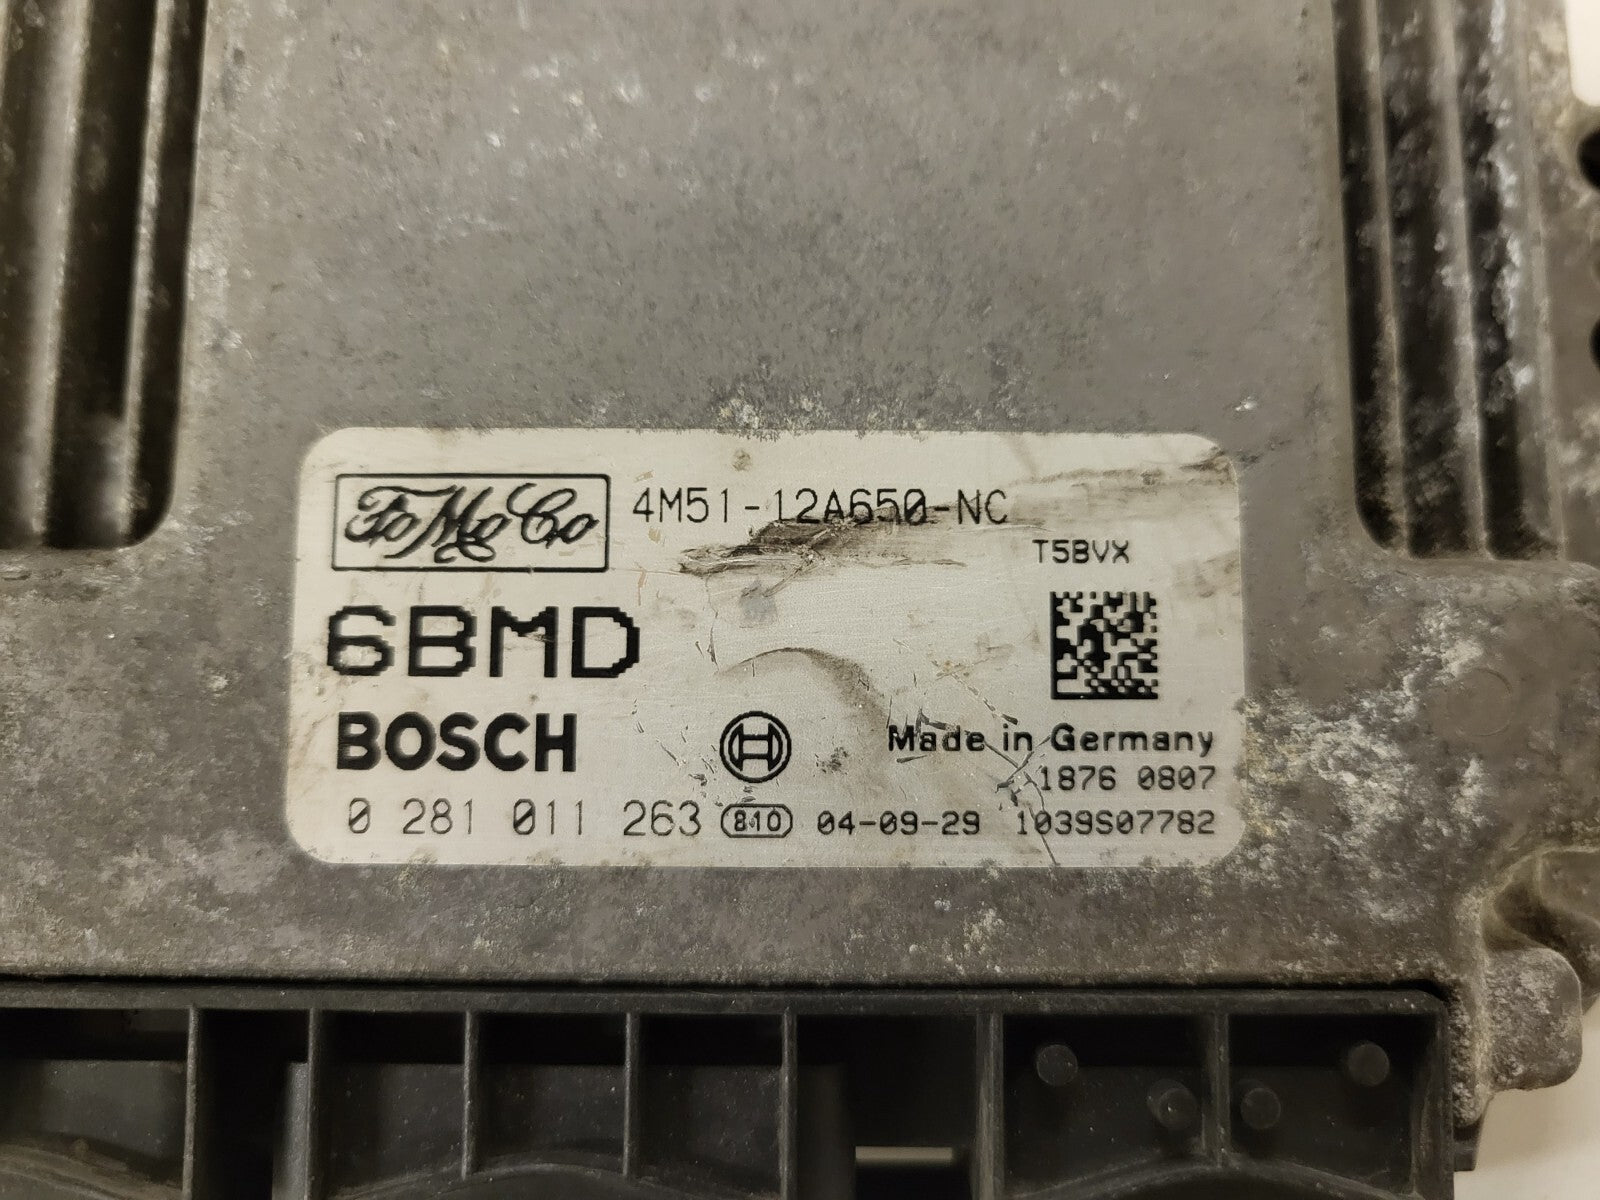 FoMoCo 4M51-12A650-NC
T5BVX
6BMD
BOSCH
Made in Germany
1876 0807
0 281 011 263 810 04-09-29 1039S07782